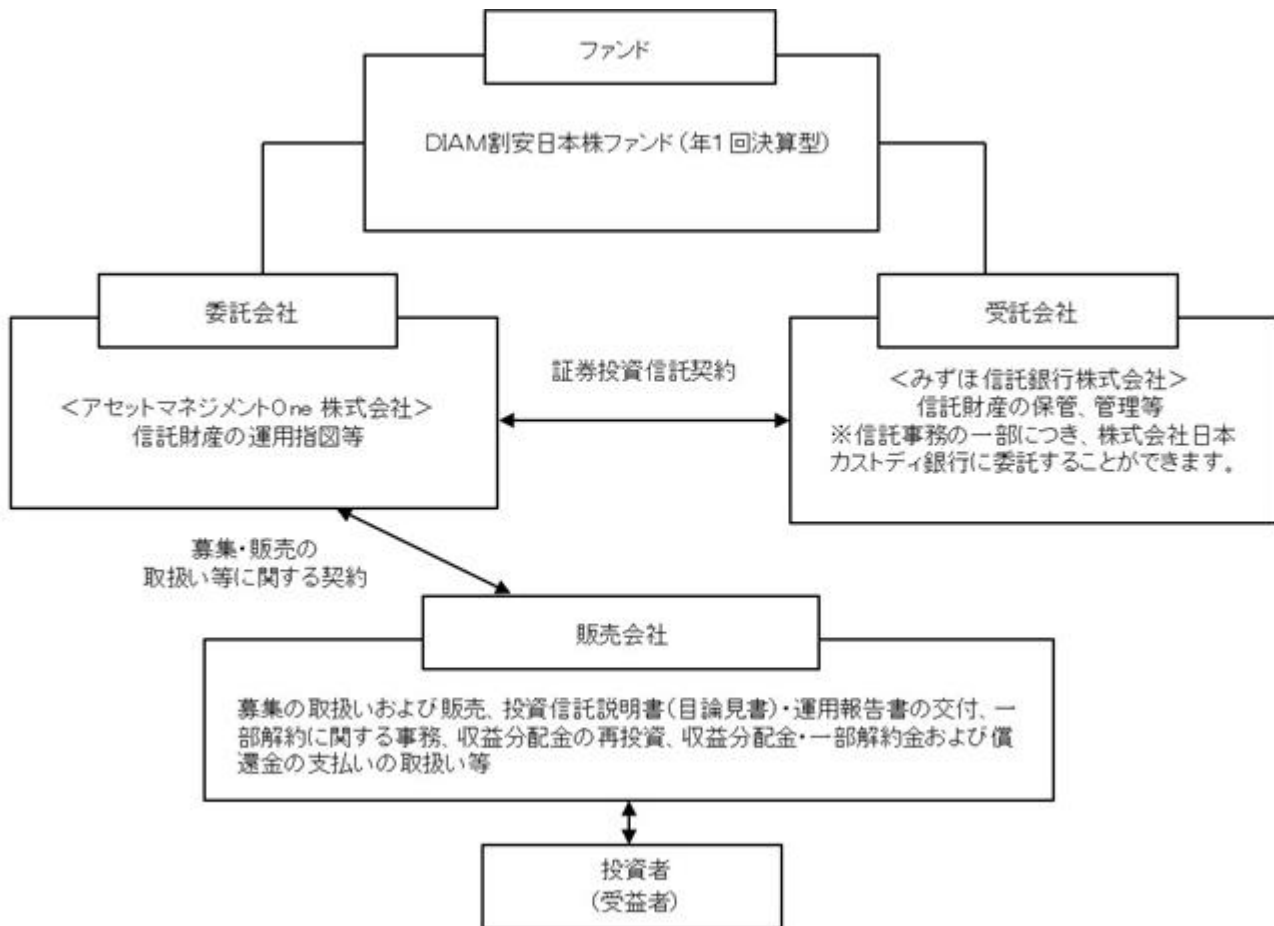 ファンド
DIAM割安日本株ファンド(年1回決算型)
委託会社
<アセットマネジメントOne 株式会社>
信託財産の運用指図等
証券投資信託契約
受託会社
<みずほ信託銀行株式会社>
信託財産の保管、管理等
※信託事務の一部につき、株式会社日本
カストディ銀行に委託することができます。
募集・販売の
取扱い等に関する契約
販売会社
募集の取扱いおよび販売、投資信託説明書(目論見書)・運用報告書の交付、一
部解約に関する事務、収益分配金の再投資、収益分配金・一部解約金および償
還金の支払いの取扱い等
投資者
(受益者)